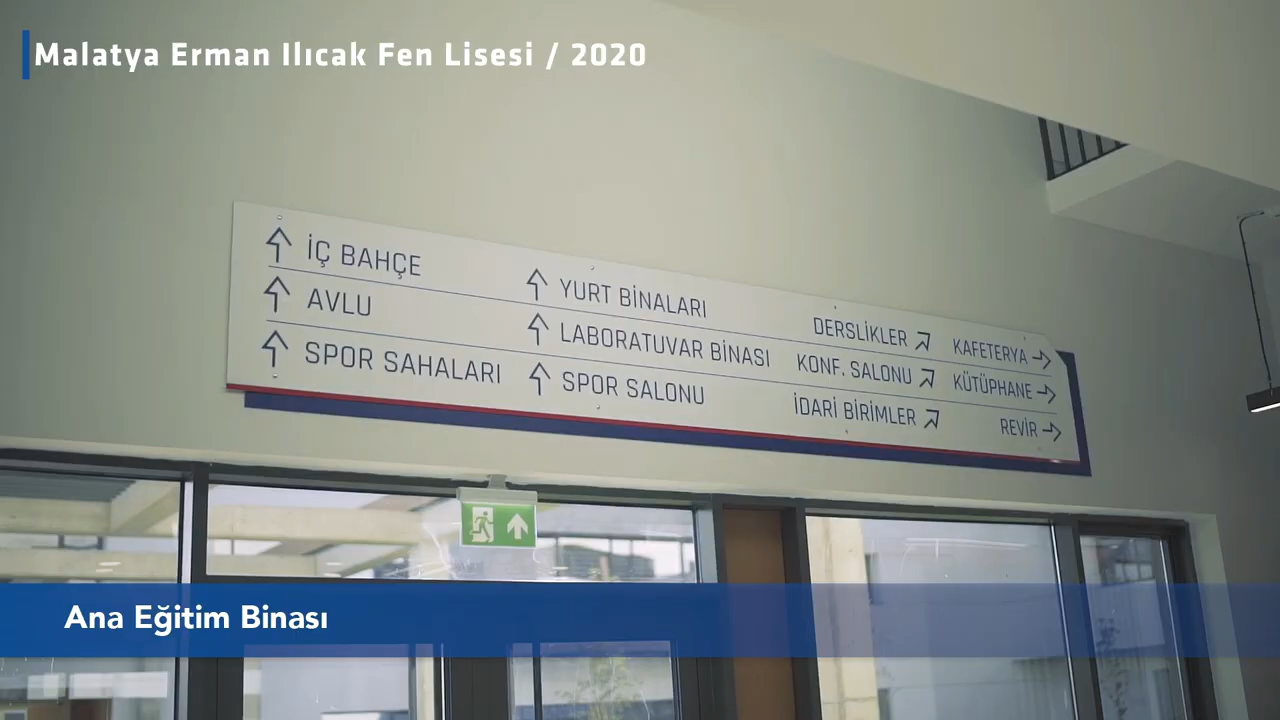 Malatya Erman Ilıcak Fen Lisesi / 2020
İÇ BAHÇE
AVLU
SPOR SAHALARI
YURT BİNALARI
LABORATUVAR BİNASI
SPOR SALONU
DERSLİKLER
KONF. SALONU
İDARİ BİRİMLER
KAFETERYA
KÜTÜPHANE
REVİR
Ana Eğitim Binası